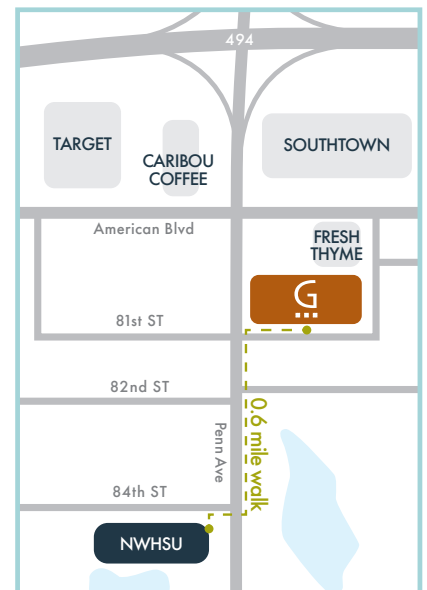 494
TARGET
CARIBOU
COFFEE
SOUTHTOWN
American Blvd
FRESH
THYME
G
81st ST
82nd ST
0.6 mile walk
Penn Ave
84th ST
NWHSU